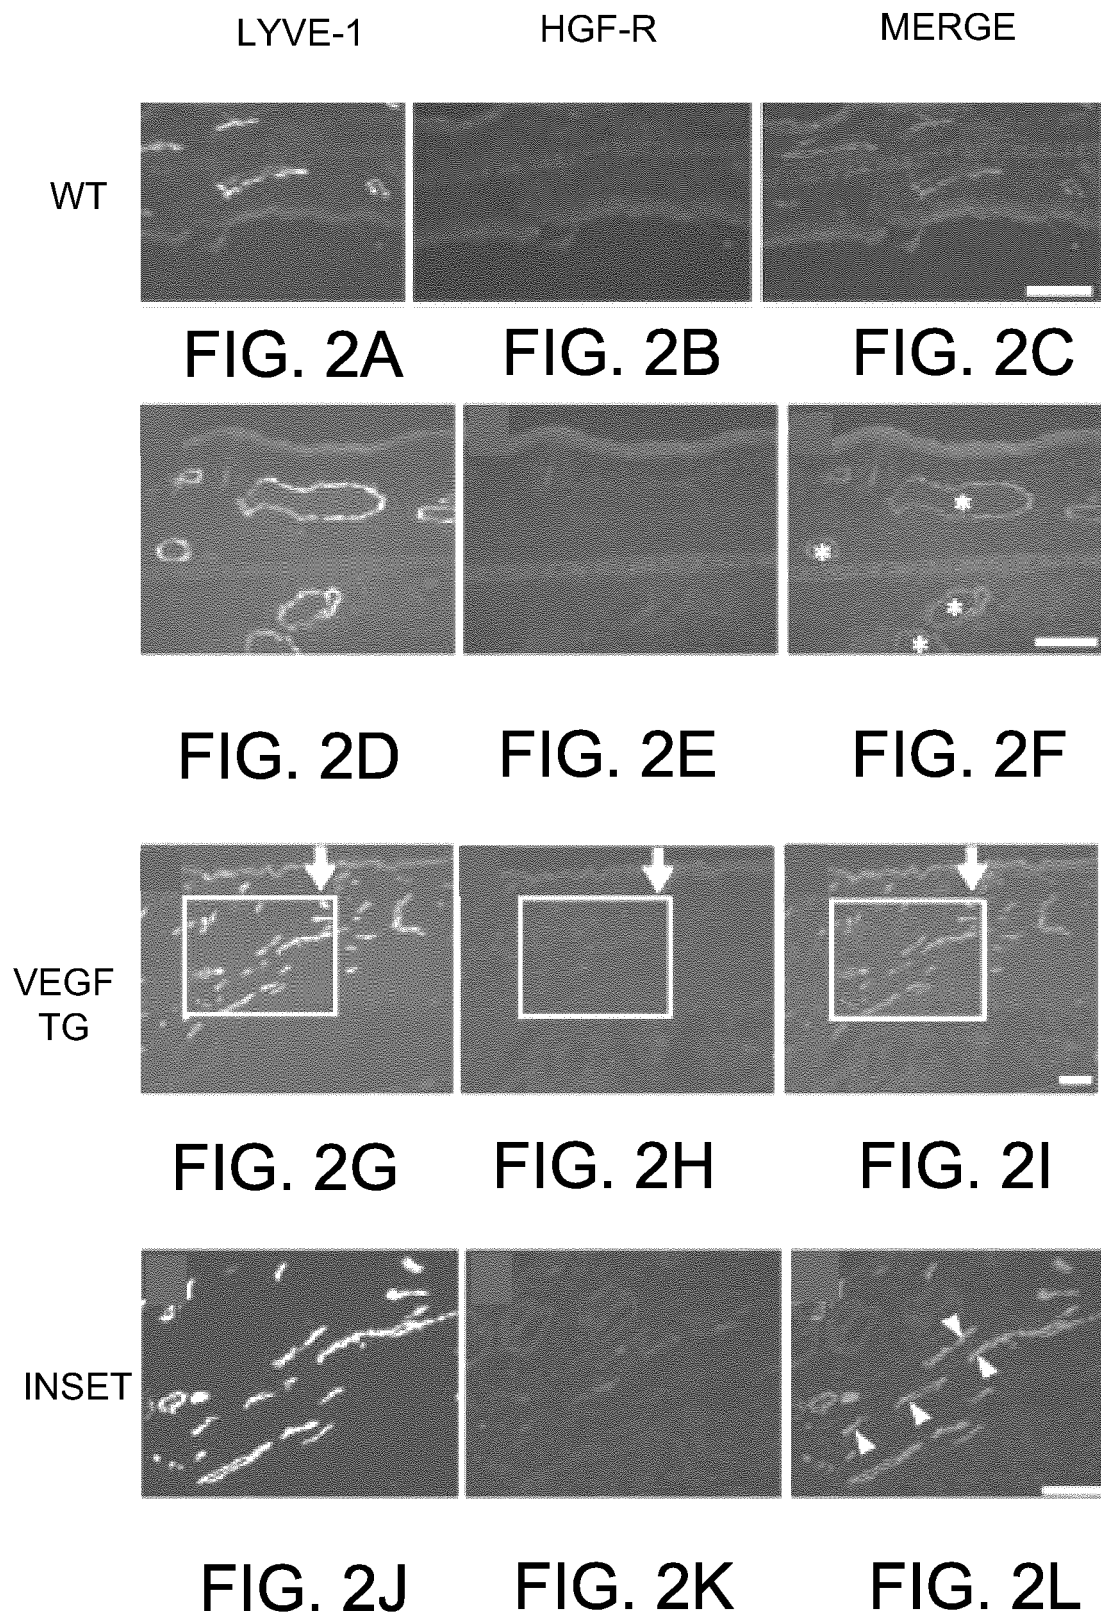 LYVE-1 HGF-R MERGE
WT
FIG. 2A FIG. 2B FIG. 2C
FIG. 2D FIG. 2E FIG. 2F
VEGF
TG
FIG. 2G FIG. 2H FIG. 2I
INSET
FIG. 2J FIG. 2K FIG. 2L